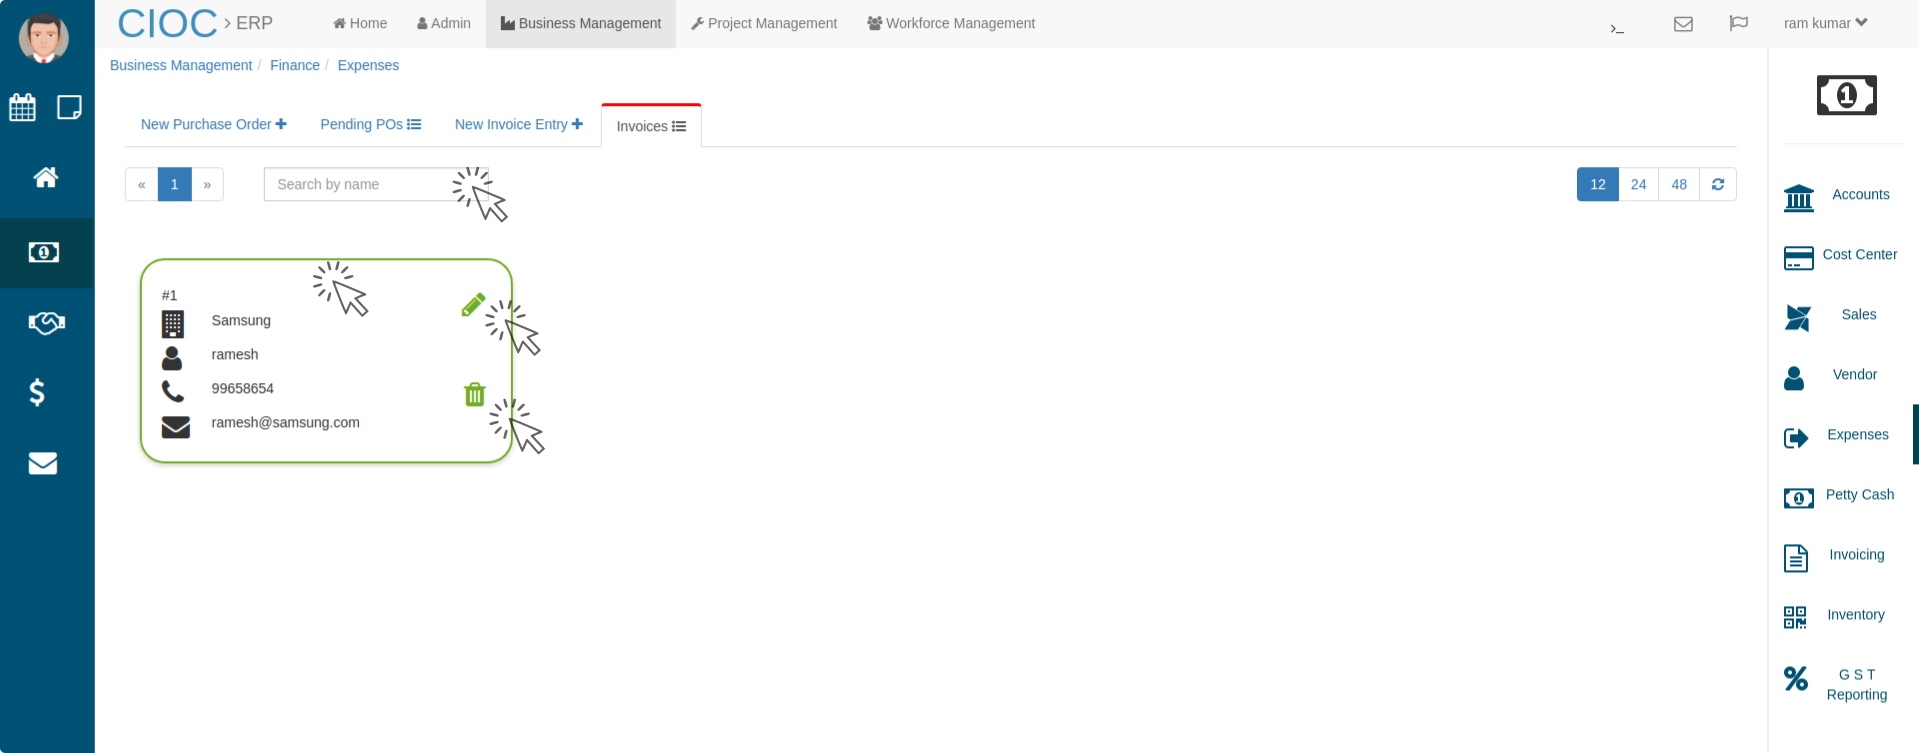 CIOC > ERP Home Admin Business Management Project Management Workforce Management >_ ram kumar
Business Management / Finance / Expenses
New Purchase Order Pending POs New Invoice Entry Invoices
« 1 » Search by name 12 24 48
#1
Samsung
ramesh
99658654
ramesh@samsung.com
Accounts
Cost Center
Sales
Vendor
Expenses
Petty Cash
Invoicing
Inventory
G S T
Reporting